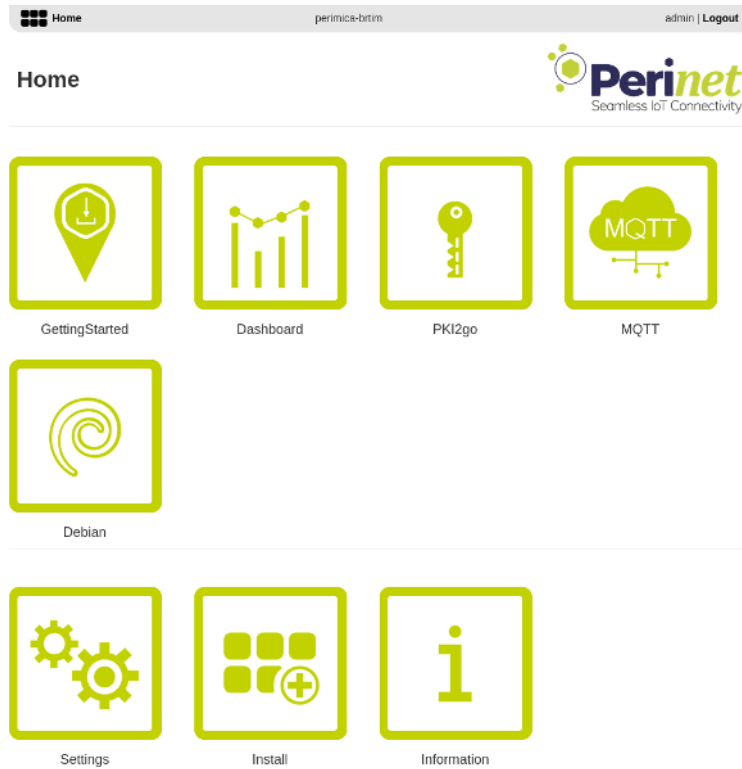 Home perimica-brtim admin | Logout
Home
Perinet
Seamless IoT Connectivity
MQTT
GettingStarted Dashboard PKI2go MQTT
Debian
Settings Install Information